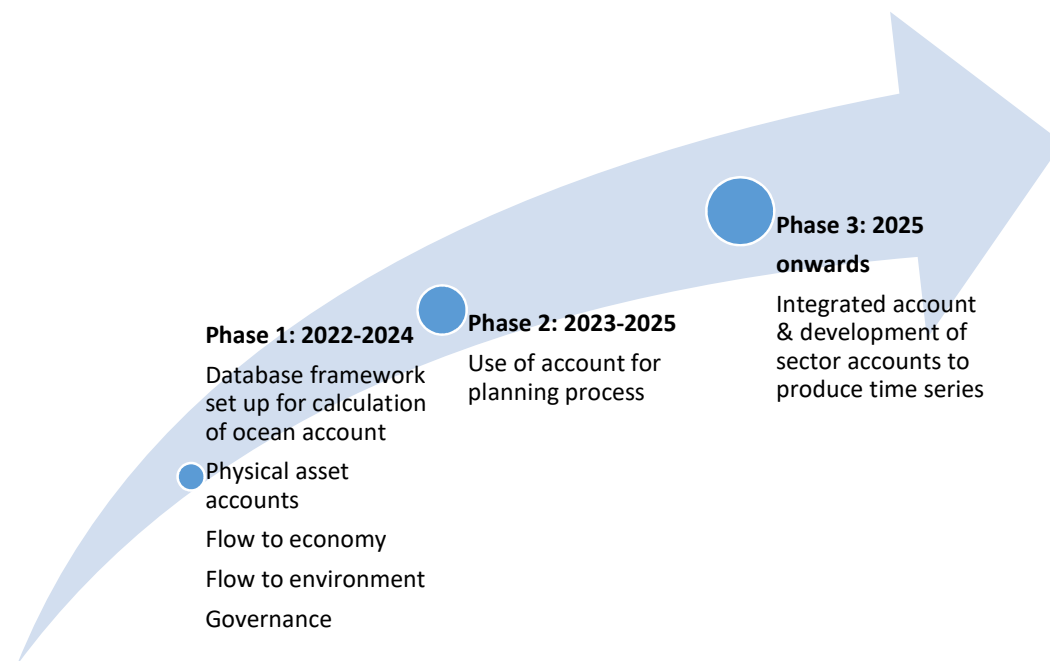 Phase 1: 2022-2024
Database framework
set up for calculation
of ocean account
Physical asset
accounts
Flow to economy
Flow to environment
Governance
Phase 2: 2023-2025
Use of account for
planning process
Phase 3: 2025
onwards
Integrated account
& development of
sector accounts to
produce time series